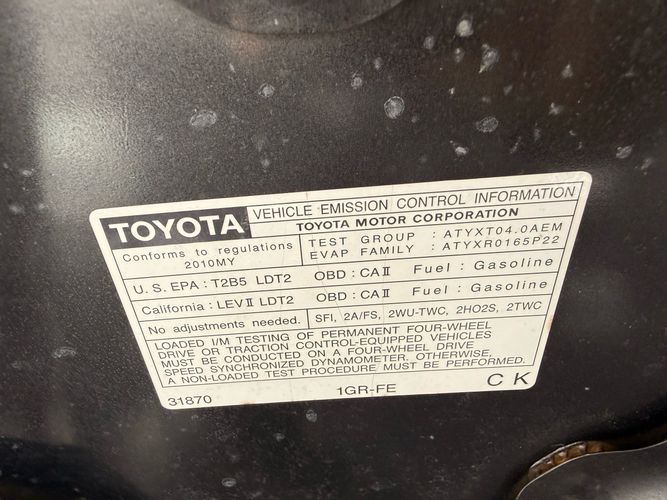 TOYOTA VEHICLE EMISSION CONTROL INFORMATION
TOYOTA MOTOR CORPORATION
Conforms to regulations
2010MY
TEST GROUP : ATYXT04.0AEM
EVAP FAMILY : ATYXR0165P22
U.S. EPA : T2B5 LDT2 OBD : CAⅡ Fuel : Gasoline
California : LEVⅡ LDT2 OBD : CAⅡ Fuel : Gasoline
No adjustments needed. SFI, 2A/FS, 2WU-TWC, 2HO2S, 2TWC
LOADED I/M TESTING OF PERMANENT FOUR-WHEEL
DRIVE OR TRACTION CONTROL-EQUIPPED VEHICLES
MUST BE CONDUCTED ON A FOUR-WHEEL DRIVE
SPEED SYNCHRONIZED DYNAMOMETER. OTHERWISE,
A NON-LOADED TEST PROCEDURE MUST BE PERFORMED.
31870 1GR-FE C K